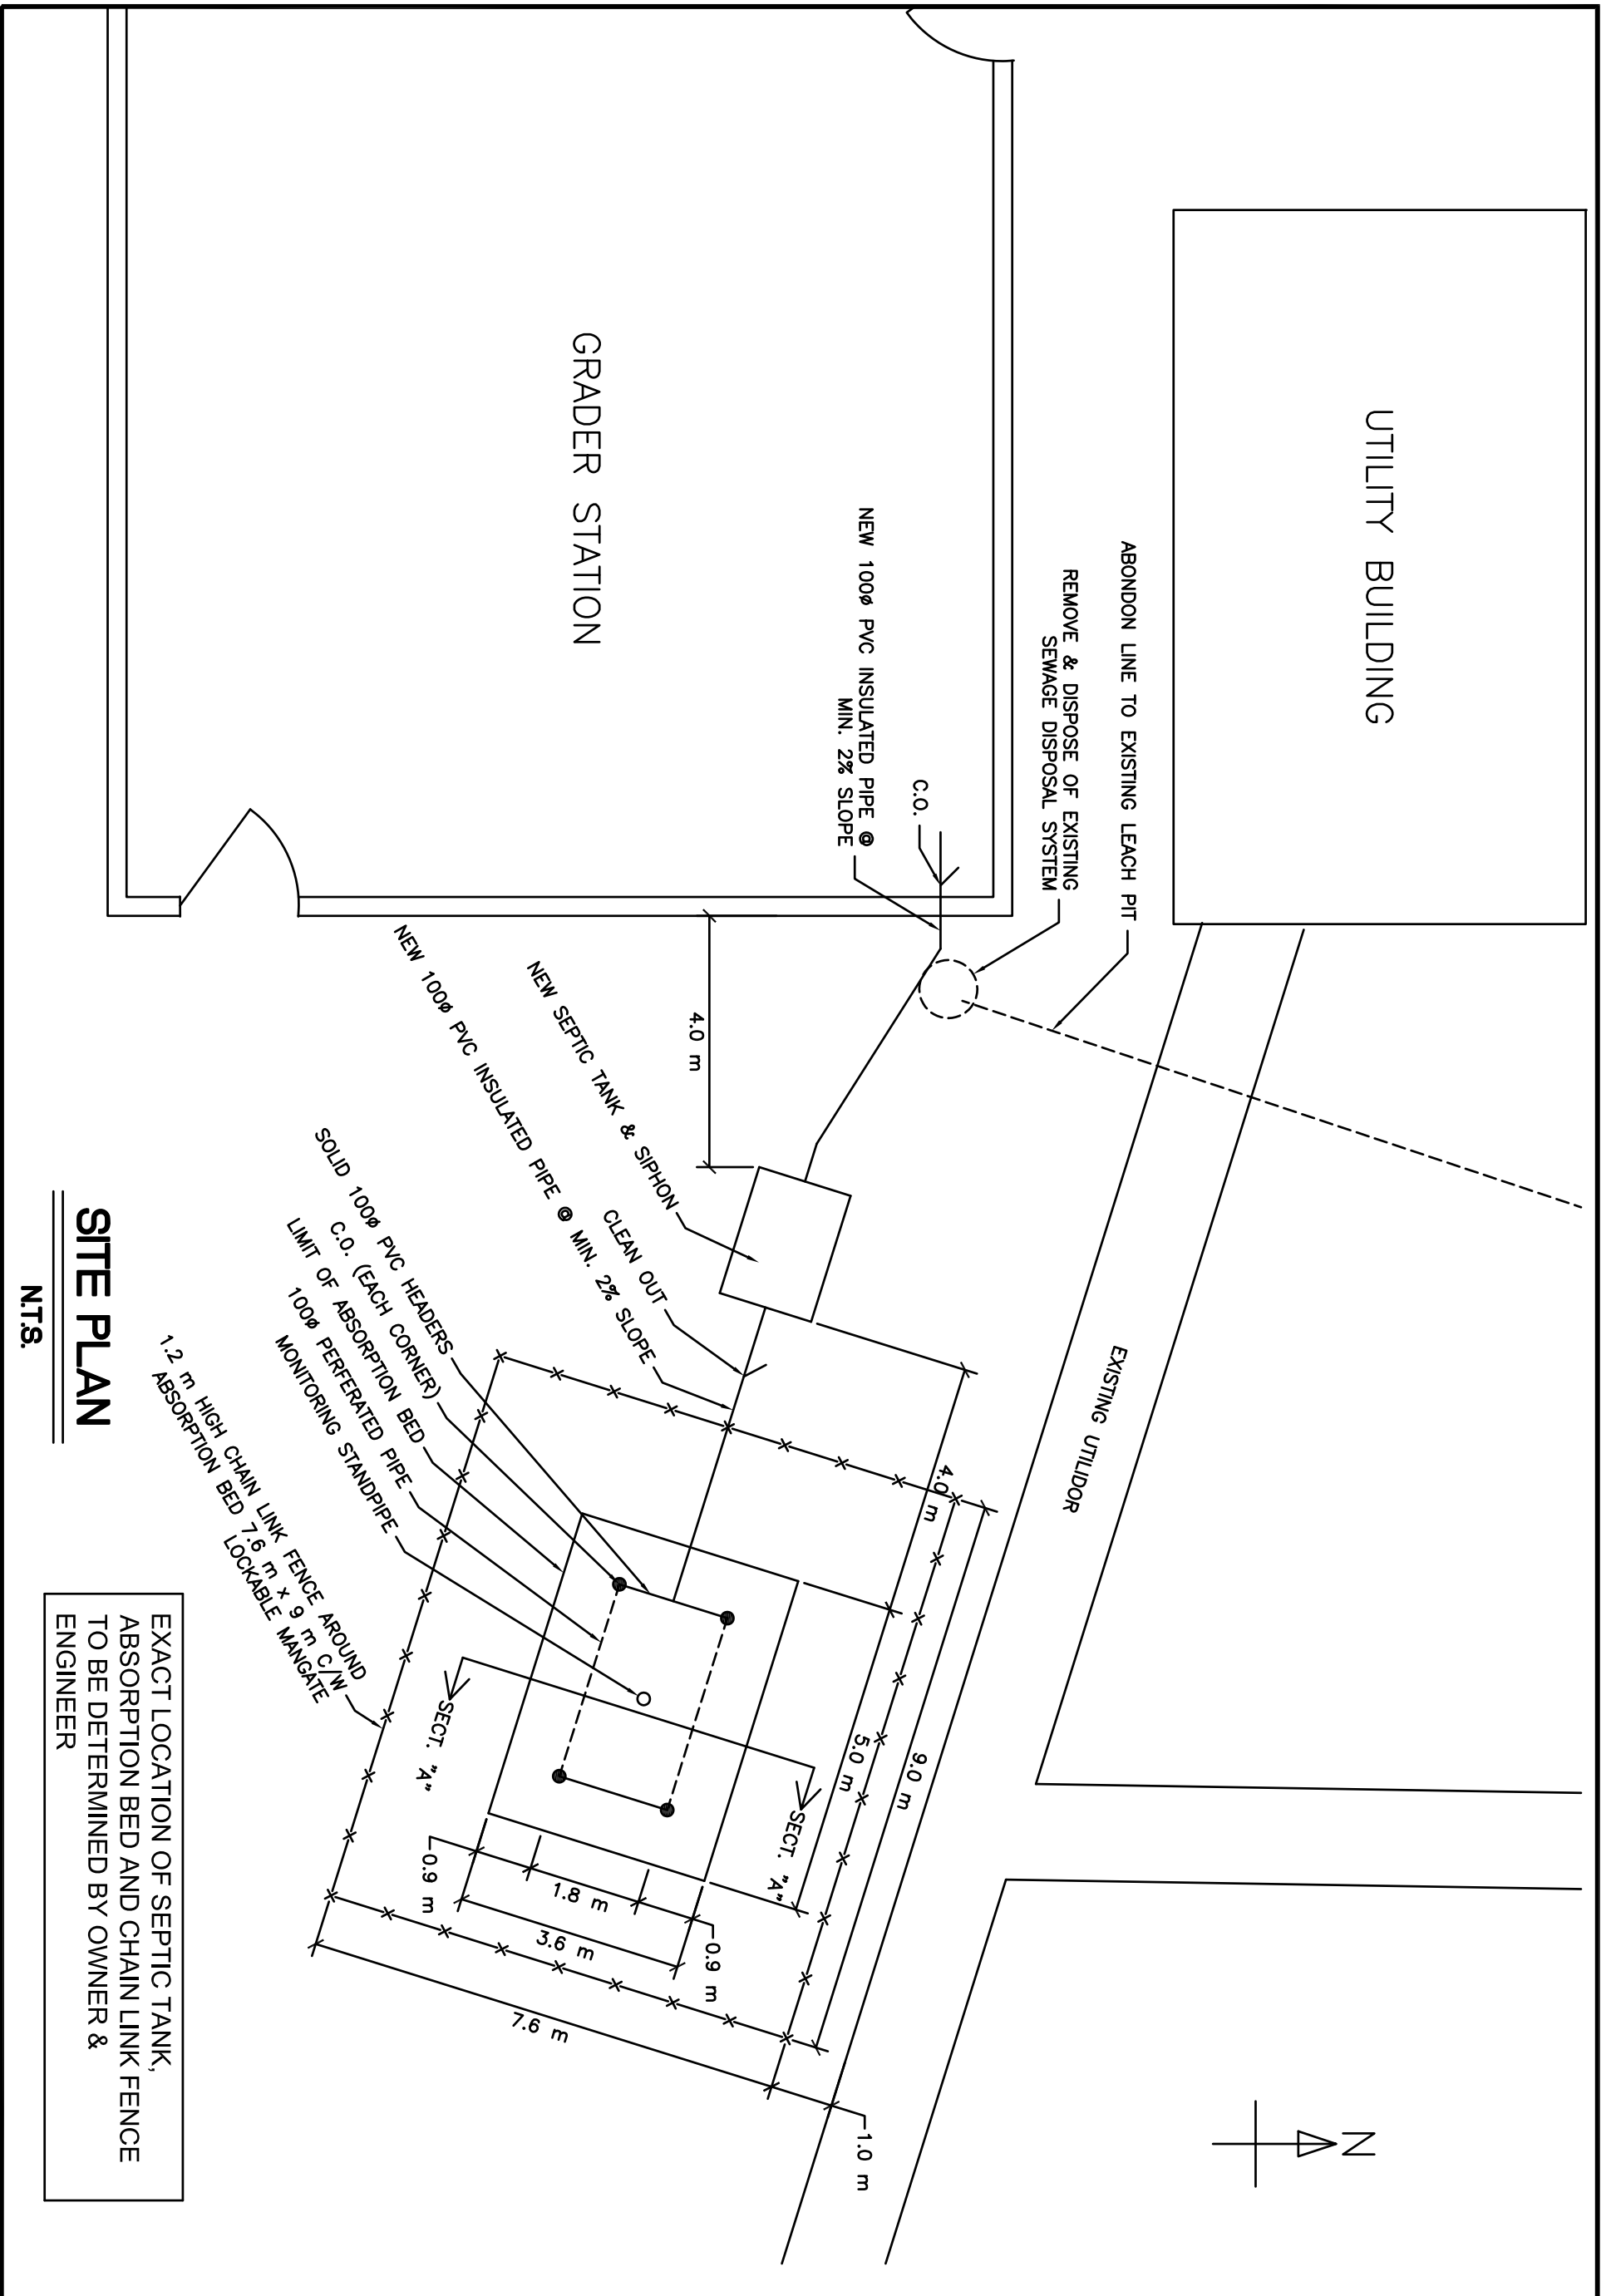 UTILITY BUILDING
ABONDON LINE TO EXISTING LEACH PIT
REMOVE & DISPOSE OF EXISTING
SEWAGE DISPOSAL SYSTEM
C.O.
NEW 100ø PVC INSULATED PIPE @
MIN. 2% SLOPE
GRADER STATION
N
EXISTING UTILIDOR
4.0 m
4.0 m
9.0 m
5.0 m
1.0 m
NEW SEPTIC TANK & SIPHON
CLEAN OUT
NEW 100ø PVC INSULATED PIPE @ MIN. 2% SLOPE
SOLID 100ø PVC HEADERS
C.O. (EACH CORNER)
LIMIT OF ABSORPTION BED
100ø PERFERATED PIPE
MONITORING STANDPIPE
SECT. "A"
SECT. "A"
0.9 m
1.8 m
0.9 m
3.6 m
7.6 m
1.2 m HIGH CHAIN LINK FENCE AROUND
ABSORPTION BED 7.6 m x 9 m C/W
LOCKABLE MANGATE
SITE PLAN
N.T.S.
EXACT LOCATION OF SEPTIC TANK,
ABSORPTION BED AND CHAIN LINK FENCE
TO BE DETERMINED BY OWNER &
ENGINEER